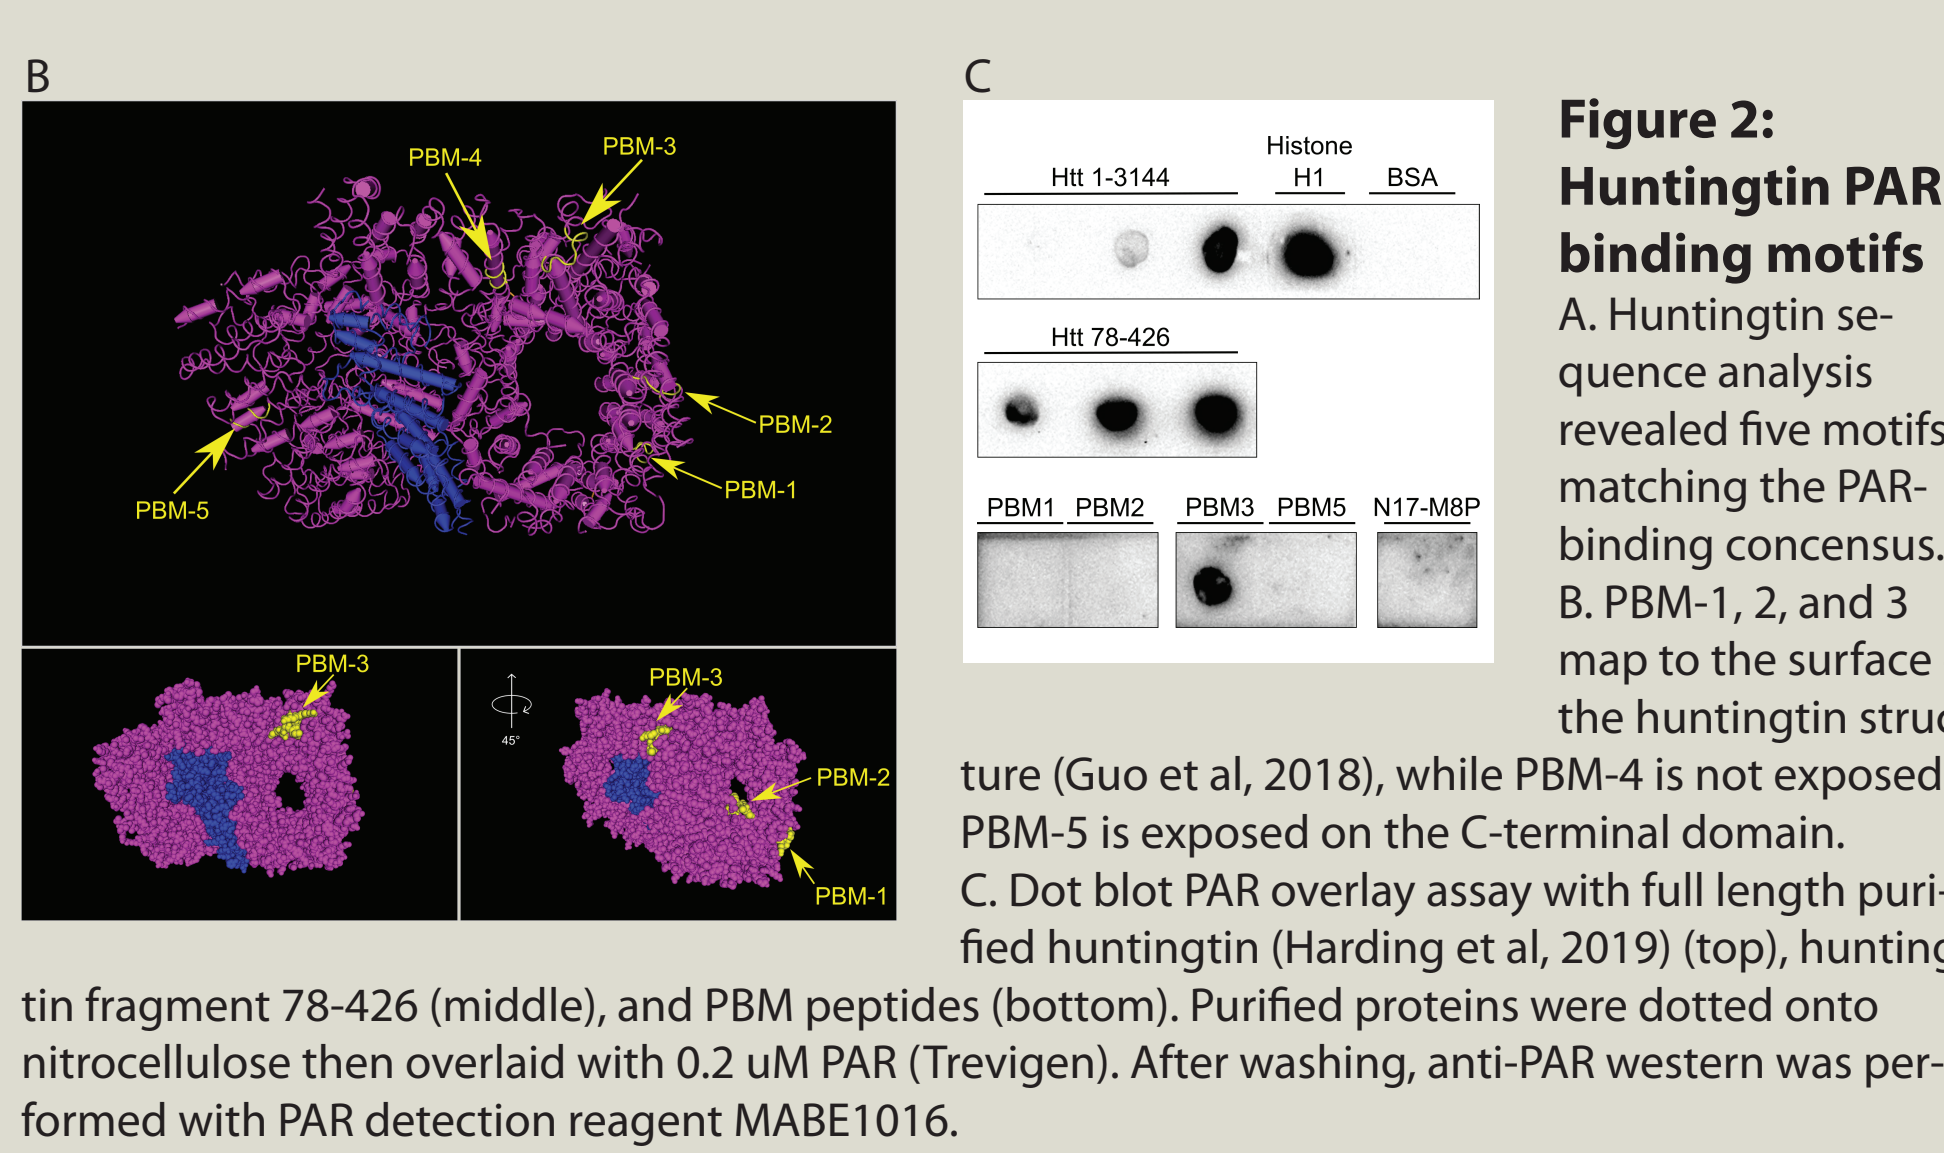 B
PBM-4
PBM-3
PBM-2
PBM-1
PBM-5
PBM-3
45°
PBM-3
PBM-2
PBM-1
C
Histone
Htt 1-3144 H1 BSA
Htt 78-426
PBM1 PBM2 PBM3 PBM5 N17-M8P
Figure 2:
Huntingtin PAR
binding motifs
A. Huntingtin se-
quence analysis
revealed five motifs
matching the PAR-
binding concensus.
B. PBM-1, 2, and 3
map to the surface
the huntingtin struc
ture (Guo et al, 2018), while PBM-4 is not exposed
PBM-5 is exposed on the C-terminal domain.
C. Dot blot PAR overlay assay with full length puri-
fied huntingtin (Harding et al, 2019) (top), hunting
tin fragment 78-426 (middle), and PBM peptides (bottom). Purified proteins were dotted onto
nitrocellulose then overlaid with 0.2 uM PAR (Trevigen). After washing, anti-PAR western was per-
formed with PAR detection reagent MABE1016.